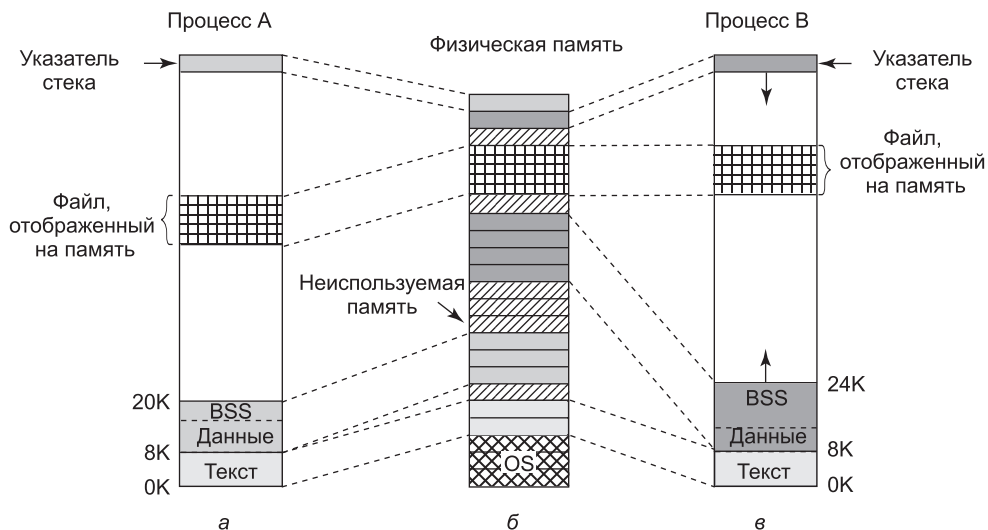 Процесс A
Физическая память
Процесс B
Указатель
стека
Указатель
стека
Файл,
отображенный
на память
Файл,
отображенный
на память
Неиспользуемая
память
20K
BSS
Данные
8K
Текст
0K
OS
24K
BSS
Данные
8K
Текст
0K
а
б
в